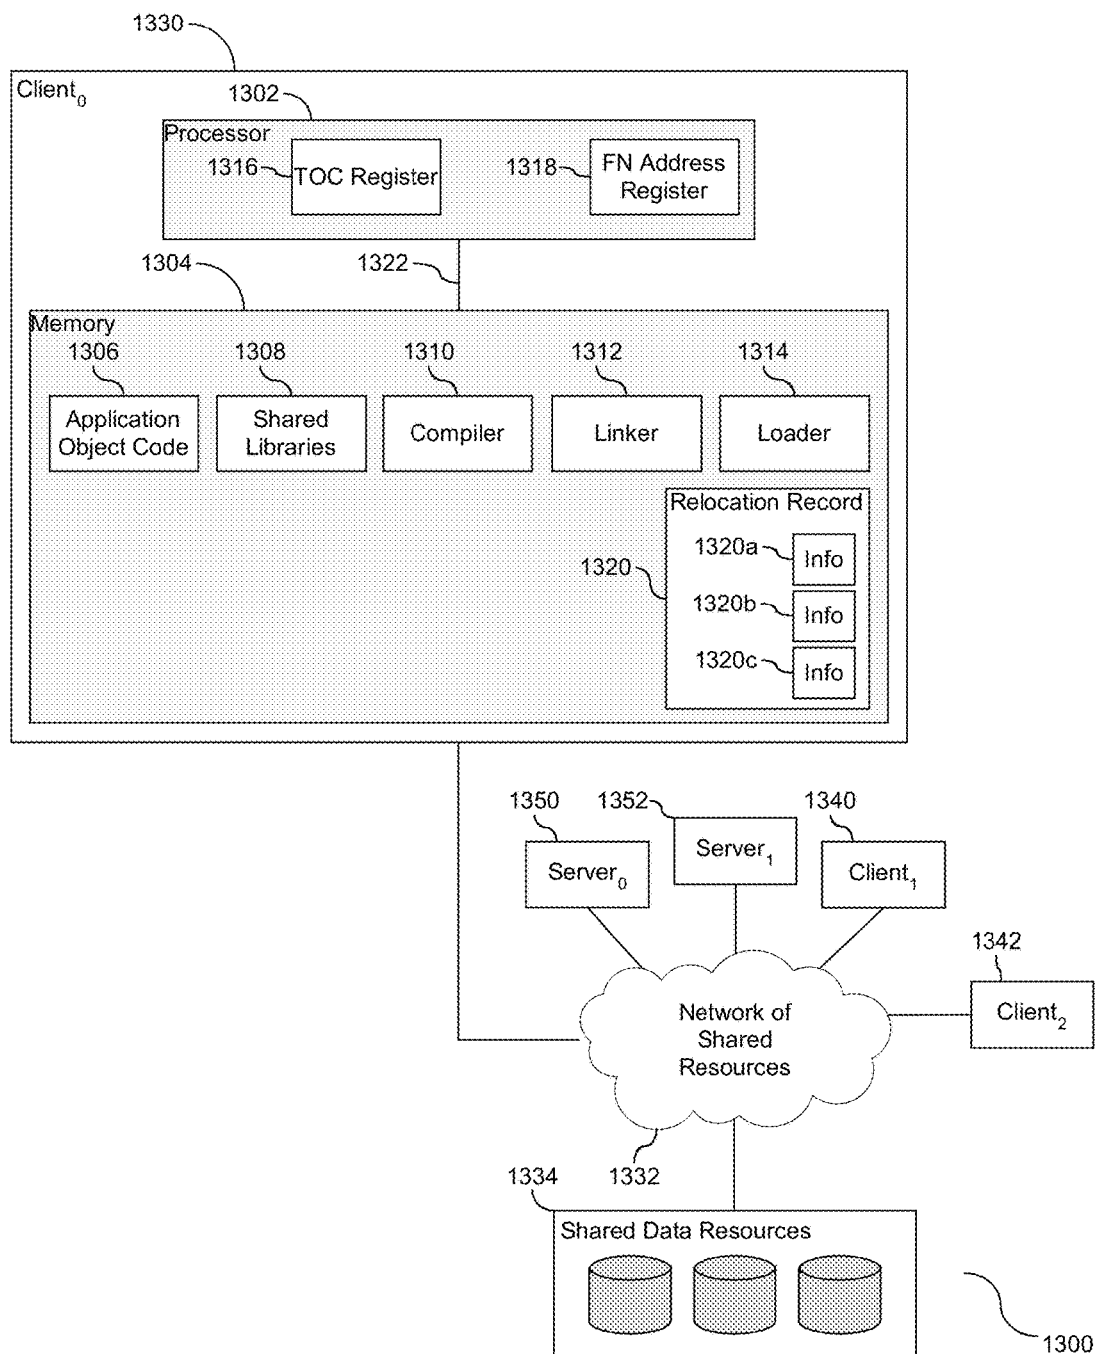 1330
Client0
1302
Processor
1316
TOC Register
1318
FN Address
Register
1304
1322
Memory
1306
1308
1310
1312
1314
Application
Object Code
Shared
Libraries
Compiler
Linker
Loader
Relocation Record
1320a
Info
1320
1320b
Info
1320c
Info
1350
1352
1340
Server0
Server1
Client1
1342
Client2
Network of
Shared
Resources
1332
1334
Shared Data Resources
1300